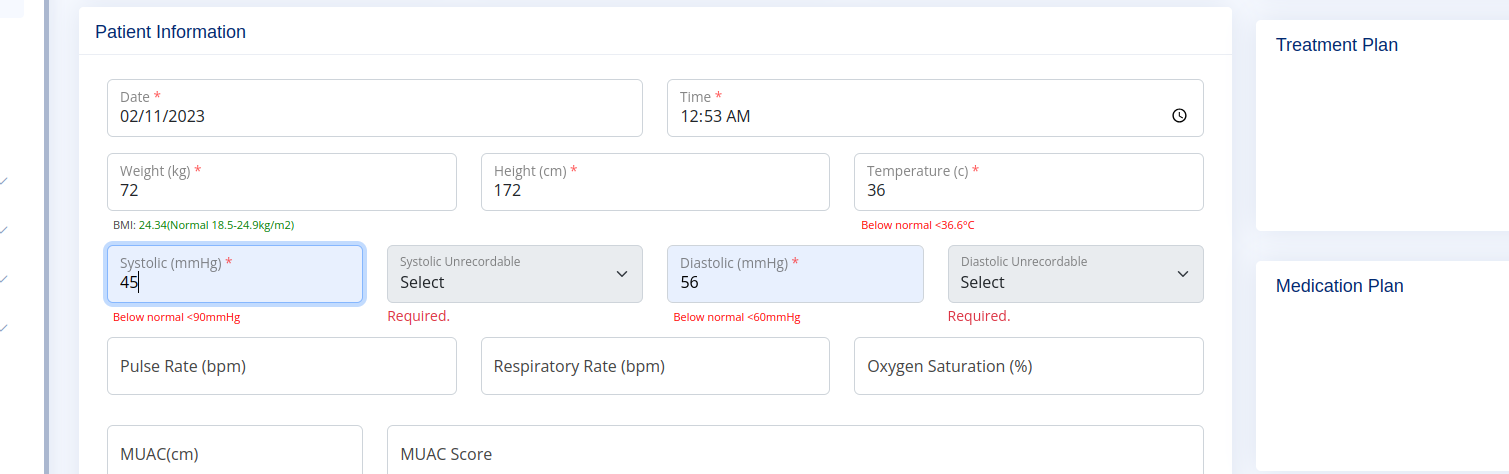 Patient Information
Treatment Plan
Date *
02/11/2023
Time *
12:53 AM
Weight (kg) *
72
Height (cm) *
172
Temperature (c) *
36
BMI: 24.34(Normal 18.5-24.9kg/m2)
Below normal <36.6°C
Systolic (mmHg) *
45
Systolic Unrecordable
Select
Diastolic (mmHg) *
56
Diastolic Unrecordable
Select
Medication Plan
Below normal <90mmHg
Required.
Below normal <60mmHg
Required.
Pulse Rate (bpm)
Respiratory Rate (bpm)
Oxygen Saturation (%)
MUAC(cm)
MUAC Score